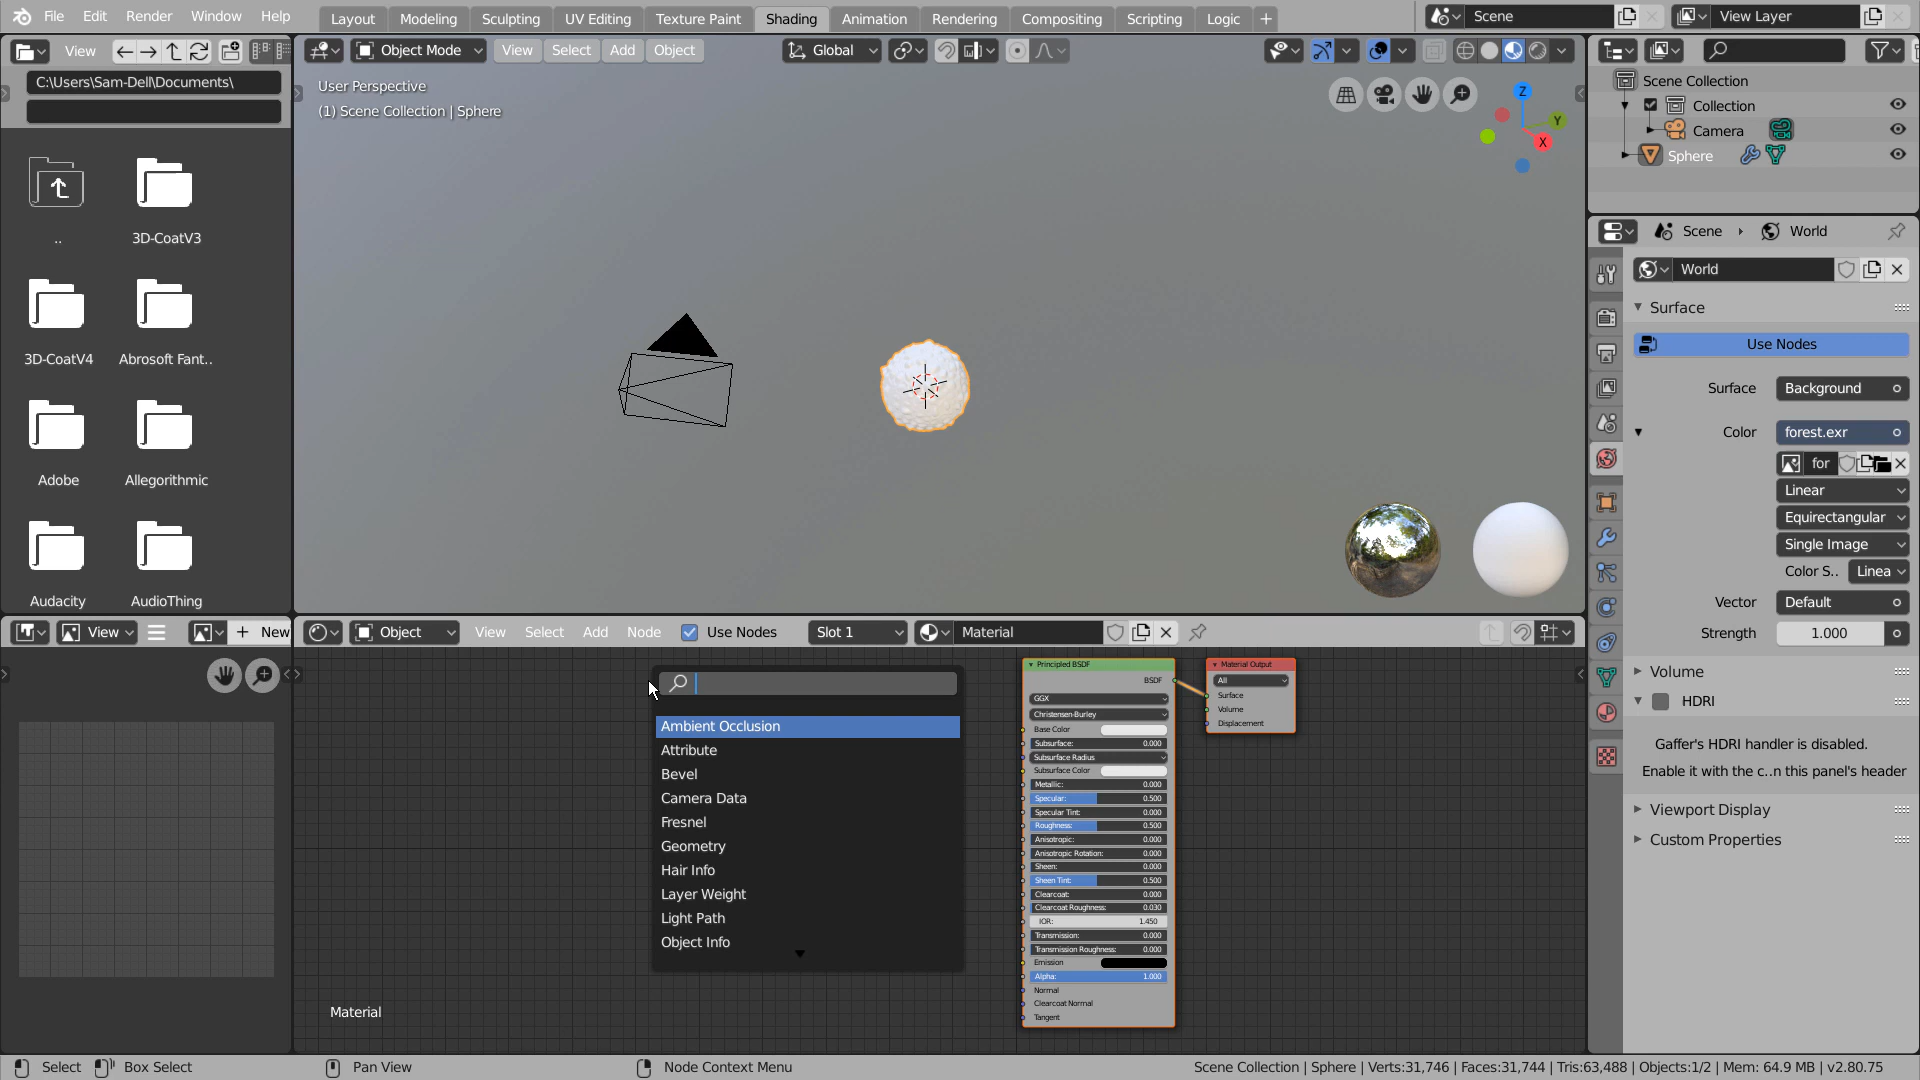 File Edit Render Window Help Layout Modeling Sculpting UV Editing Texture Paint Shading Animation Rendering Compositing Scripting Logic + Scene View Layer
View Object Mode View Select Add Object Global
C:\Users\Sam-Dell\Documents\
User Perspective
(1) Scene Collection | Sphere
Z
Y
X
Scene Collection
Collection
Camera
Sphere
..
3D-CoatV3
3D-CoatV4
Abrosoft Fant..
Adobe
Allegorithmic
Audacity
AudioThing
Scene World
World
Surface
Use Nodes
Surface Background
Color forest.exr
for
Linear
Equirectangular
Single Image
Color S.. Linea
Vector Default
Strength 1.000
Volume
HDRI
Gaffer's HDRI handler is disabled.
Enable it with the c..n this panel's header
Viewport Display
Custom Properties
View + New
Object View Select Add Node Use Nodes Slot 1 Material
Ambient Occlusion
Attribute
Bevel
Camera Data
Fresnel
Geometry
Hair Info
Layer Weight
Light Path
Object Info
Principled BSDF
BSDF
GGX
Christensen-Burley
Base Color
Subsurface: 0.000
Subsurface Radius
Subsurface Color
Metallic: 0.000
Specular: 0.500
Specular Tint: 0.000
Roughness: 0.500
Anisotropic: 0.000
Anisotropic Rotation: 0.000
Sheen: 0.000
Sheen Tint: 0.500
Clearcoat: 0.000
Clearcoat Roughness: 0.030
IOR: 1.450
Transmission: 0.000
Transmission Roughness: 0.000
Emission
Alpha: 1.000
Normal
Clearcoat Normal
Tangent
Material Output
All
Surface
Volume
Displacement
Material
Select Box Select Pan View Node Context Menu Scene Collection | Sphere | Verts:31,746 | Faces:31,744 | Tris:63,488 | Objects:1/2 | Mem: 64.9 MB | v2.80.75